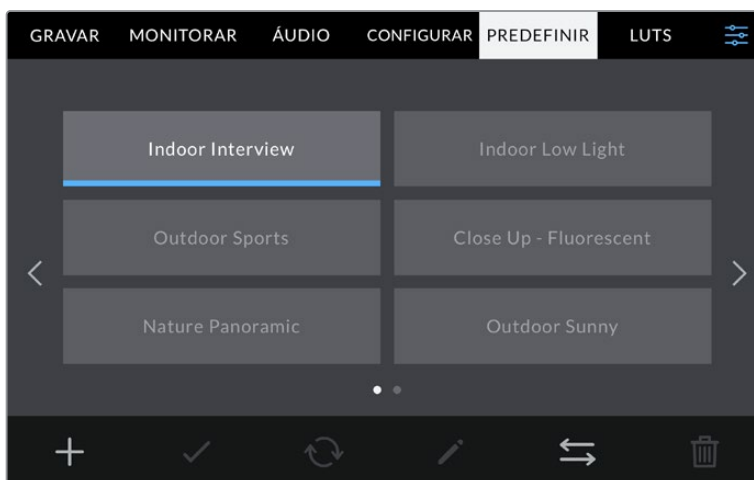 GRAVAR MONITORAR ÁUDIO CONFIGURAR PREDEFINIR LUTS
Indoor Interview Indoor Low Light
Outdoor Sports Close Up - Fluorescent
Nature Panoramic Outdoor Sunny